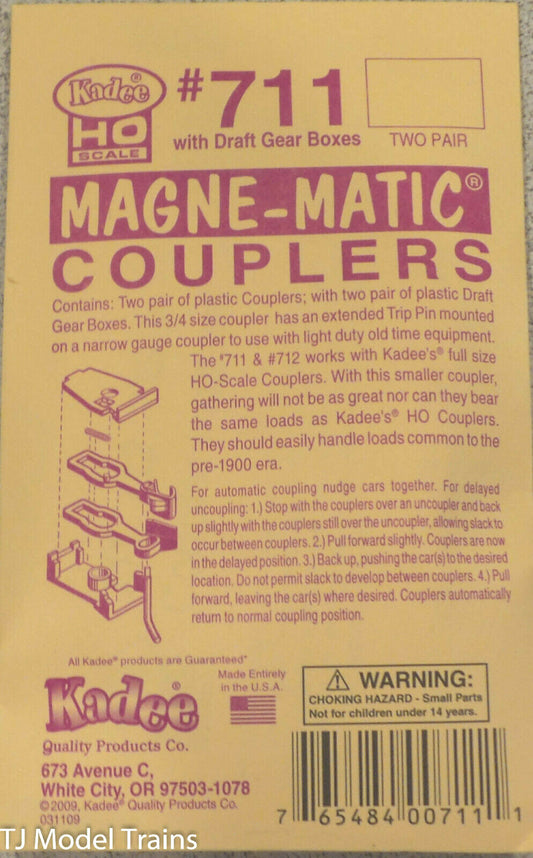 Kadee®
HO
SCALE
#711
with Draft Gear Boxes
TWO PAIR
MAGNE-MATIC®
COUPLERS
Contains: Two pair of plastic Couplers; with two pair of plastic Draft
Gear Boxes. This 3/4 size coupler has an extended Trip Pin mounted
on a narrow gauge coupler to use with light duty old time equipment.
The #711 & #712 works with Kadee's® full size
HO-Scale Couplers. With this smaller coupler,
gathering will not be as great nor can they bear
the same loads as Kadee's® HO Couplers.
They should easily handle loads common to the
pre-1900 era.
For automatic coupling nudge cars together. For delayed
uncoupling: 1.) Stop with the couplers over an uncoupler and back
up slightly with the couplers still over the uncoupler, allowing slack to
occur between couplers. 2.) Pull forward slightly. Couplers are now
in the delayed position. 3.) Back up, pushing the car(s) to the desired
location. Do not permit slack to develop between couplers. 4.) Pull
forward, leaving the car(s) where desired. Couplers automatically
return to normal coupling position.
All Kadee® products are Guaranteed"
Kadee®
Quality Products Co.
673 Avenue C,
White City, OR 97503-1078
©2009, Kadee® Quality Products Co.
031109
Made Entirely
in the U.S.A.
⚠ WARNING:
CHOKING HAZARD - Small Parts
Not for children under 14 years.
7 65484 00711 1
TJ Model Trains